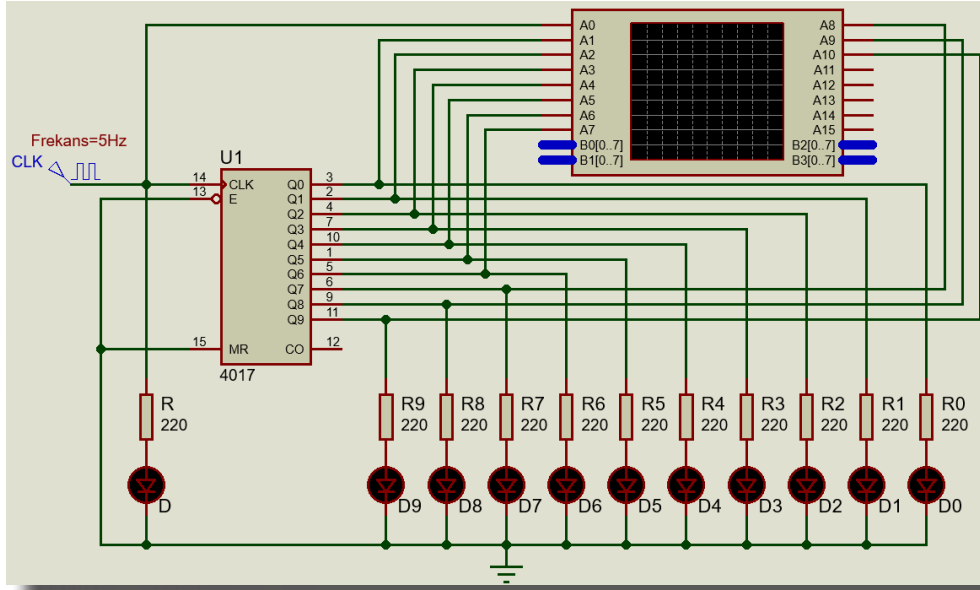 A0 A8
A1 A9
A2 A10
A3 A11
A4 A12
A5 A13
A6 A14
A7 A15
B0[0..7] B2[0..7]
B1[0..7] B3[0..7]
Frekans=5Hz
CLK
U1
14 CLK Q0 3
13 E Q1 2
Q2 4
Q3 7
Q4 10
Q5 1
Q6 5
Q7 6
Q8 9
Q9 11
15 MR CO 12
4017
R R9 R8 R7 R6 R5 R4 R3 R2 R1 R0
220 220 220 220 220 220 220 220 220 220 220
D D9 D8 D7 D6 D5 D4 D3 D2 D1 D0